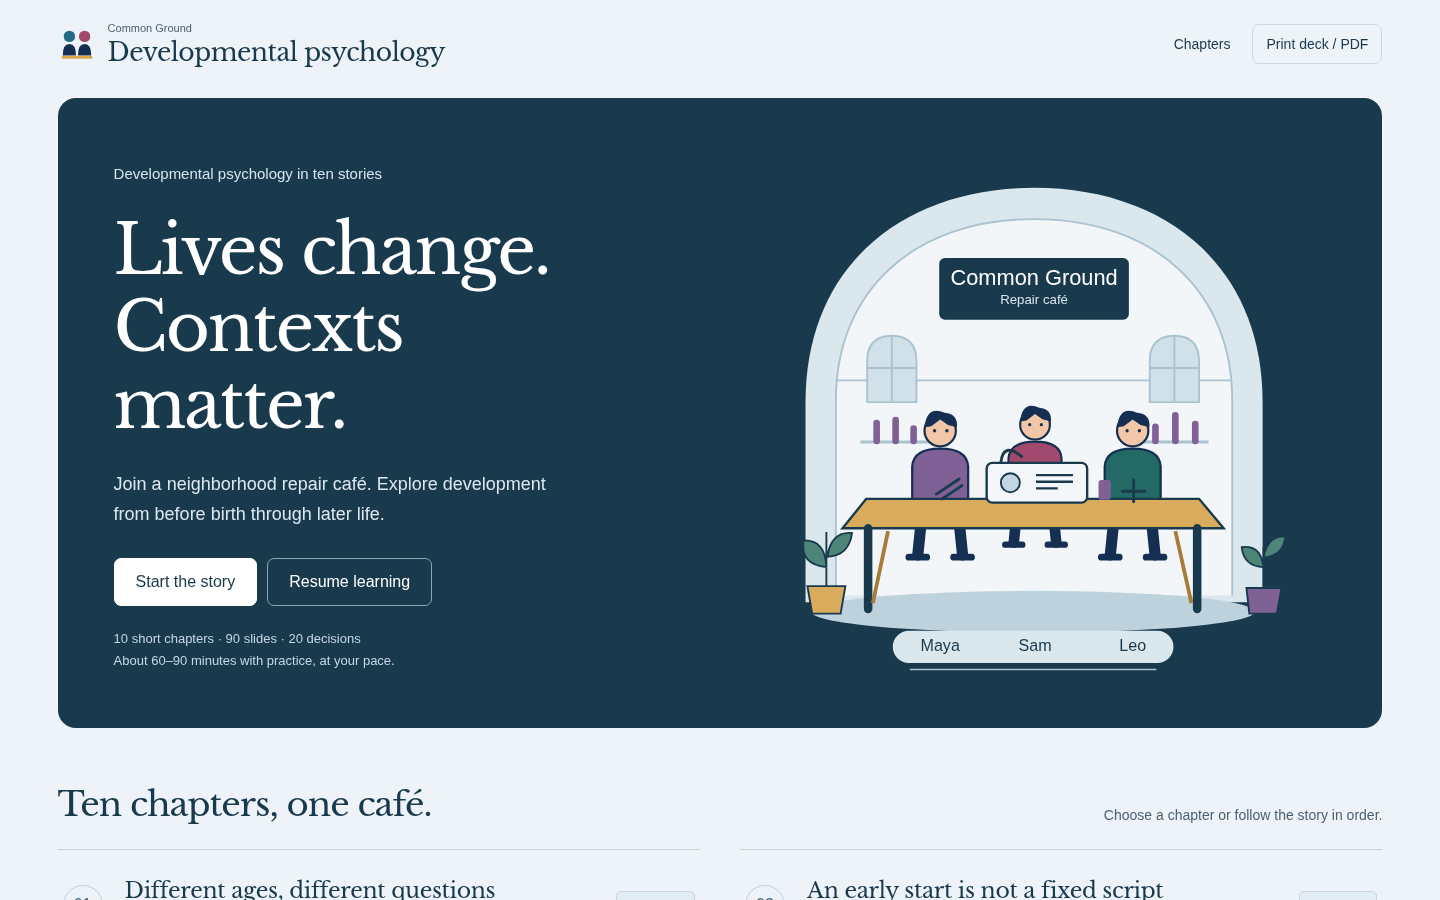 Common Ground
Developmental psychology
Chapters
Print deck / PDF
Developmental psychology in ten stories
Lives change.
Contexts
matter.
Join a neighborhood repair café. Explore development
from before birth through later life.
Start the story
Resume learning
10 short chapters · 90 slides · 20 decisions
About 60–90 minutes with practice, at your pace.
Common Ground
Repair café
Maya
Sam
Leo
Ten chapters, one café.
Choose a chapter or follow the story in order.
Different ages, different questions
An early start is not a fixed script